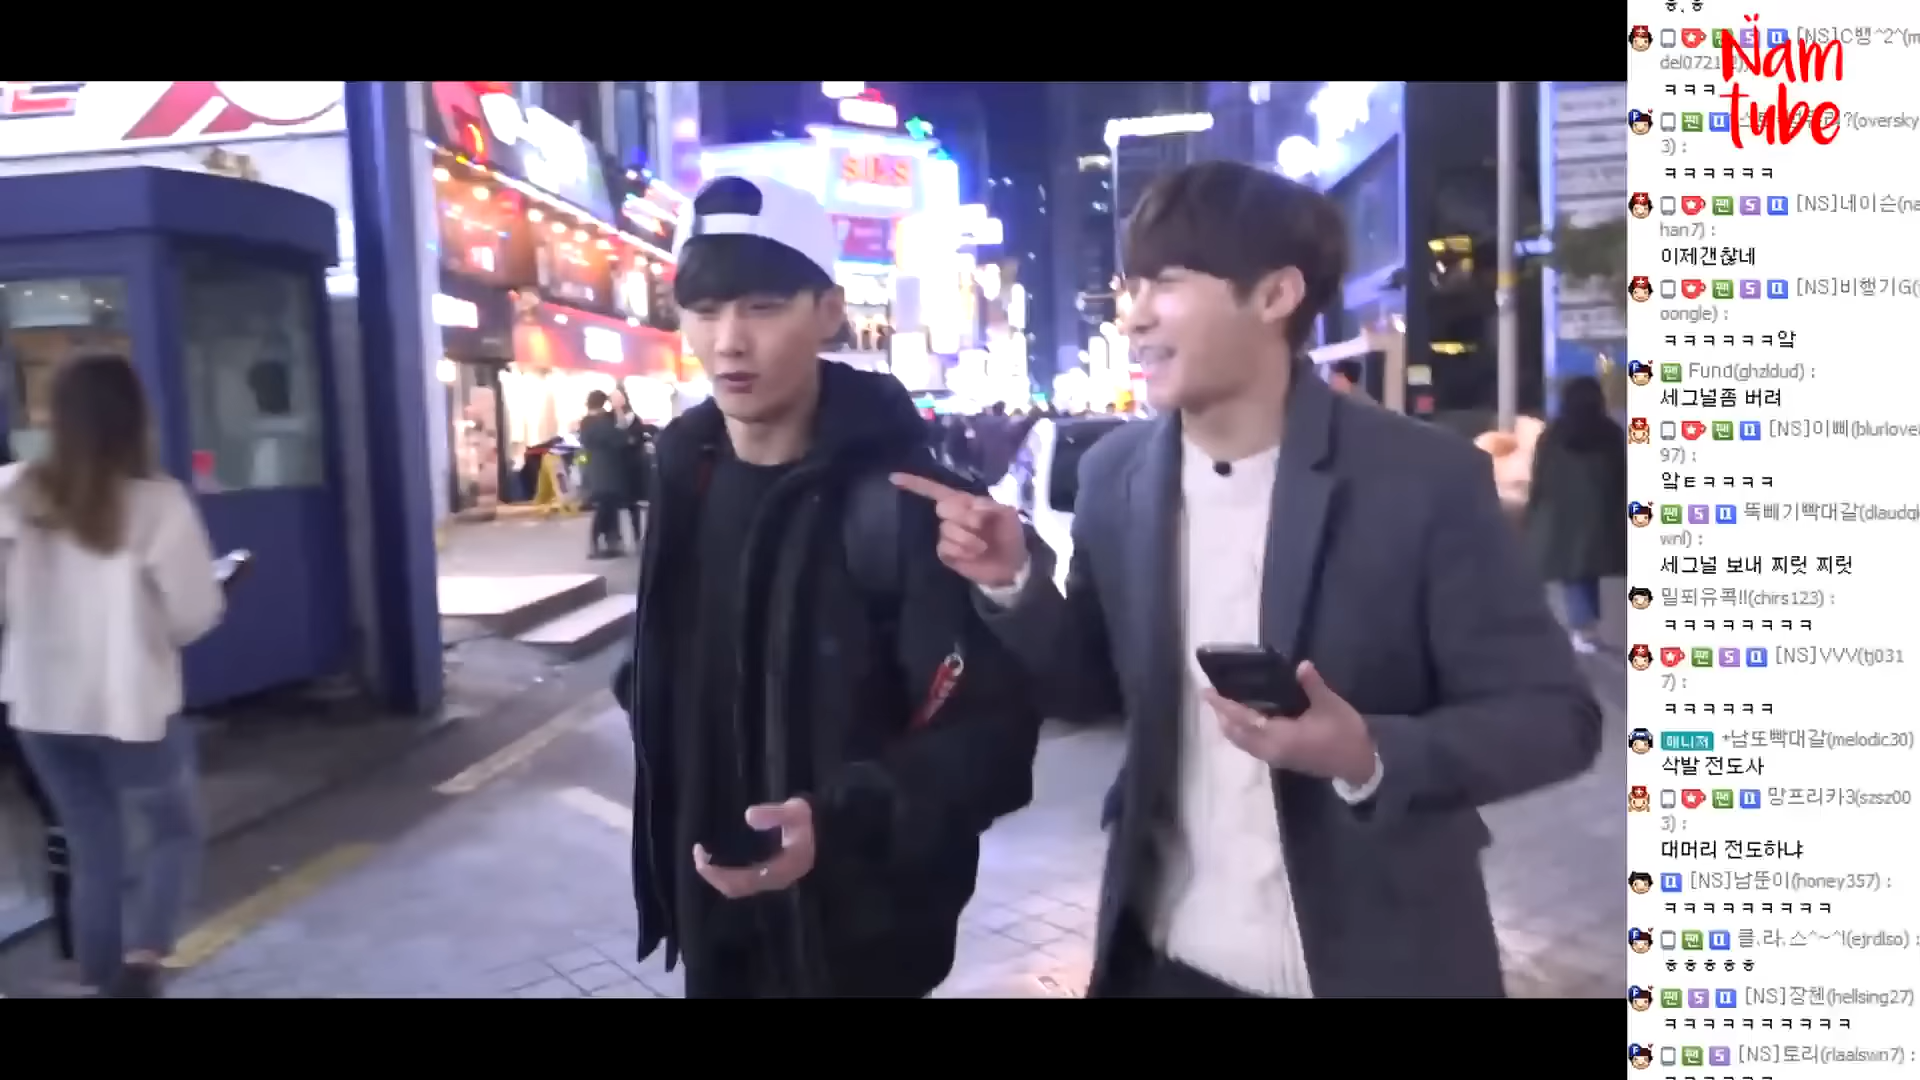 ㅎ.ㅎ
[NS]C뱅^2^(m
del0721
ㅋㅋㅋ
Nam
tube
?(oversky
3) :
ㅋㅋㅋㅋㅋㅋ
[NS]네이슨(na
han7) :
이제갠찮네
[NS]비행기G(
oongle) :
ㅋㅋㅋㅋㅋㅋ앜
Fund(ghzldud) :
세그널좀 버려
[NS]이삐(blurlove
97) :
앜ㅌㅋㅋㅋㅋ
뚝빼기빡대갈(dlaudql
wnl) :
세그널 보내 찌릿 찌릿
밀푀유콕!!(chirs123) :
ㅋㅋㅋㅋㅋㅋㅋㅋ
[NS]VVV(tj031
7) :
ㅋㅋㅋㅋㅋㅋ
매니저 *남또빡대갈(melodic30)
삭발 전도사
망프리카3(szsz00
3) :
대머리 전도하냐
[NS]남뚠이(honey357) :
ㅋㅋㅋㅋㅋㅋㅋㅋㅋ
클.라.스^~^!(ejrdlso) :
ㅎㅎㅎㅎㅎ
[NS]장첸(hellsing27)
ㅋㅋㅋㅋㅋㅋㅋㅋㅋㅋ
[NS]토리(rlaalswn7) :